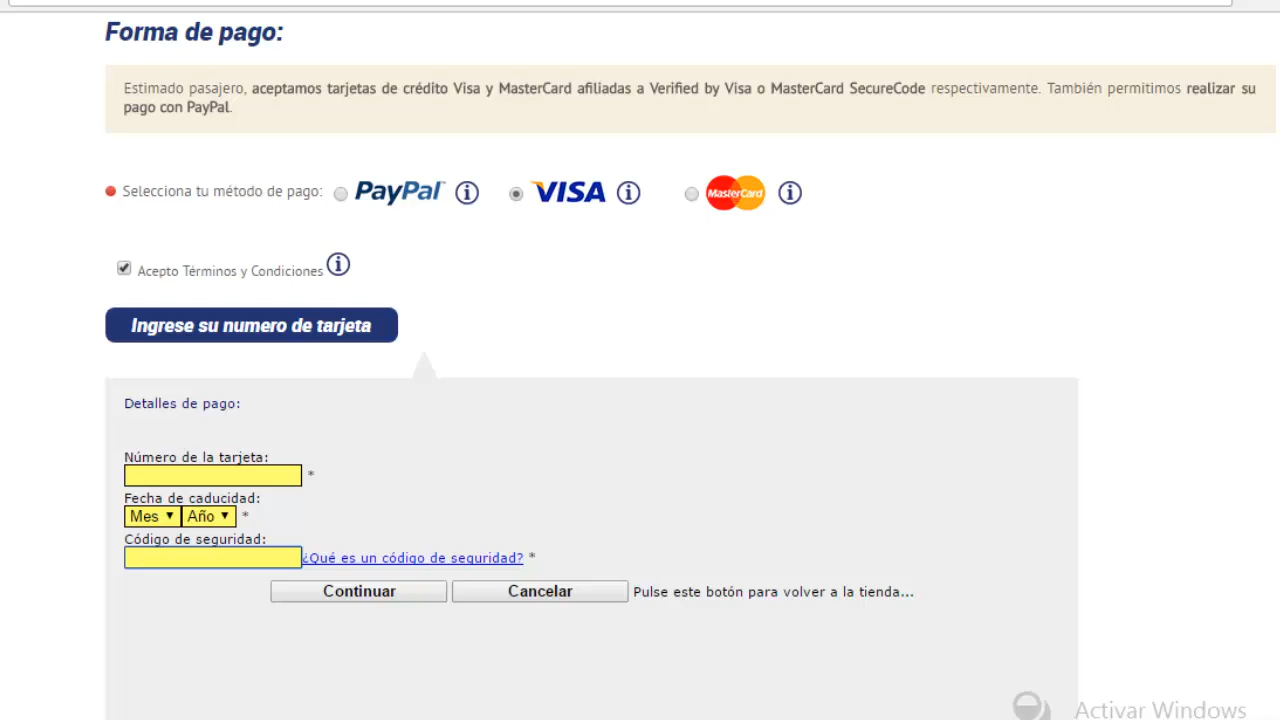 Forma de pago:
Estimado pasajero, aceptamos tarjetas de crédito Visa y MasterCard afiliadas a Verified by Visa o MasterCard SecureCode respectivamente. También permitimos realizar su
pago con PayPal.
Selecciona tu método de pago: PayPal i VISA i MasterCard i
Acepto Términos y Condiciones i
Ingrese su numero de tarjeta
Detalles de pago:
Número de la tarjeta:
*
Fecha de caducidad:
Mes Año *
Código de seguridad:
¿Qué es un código de seguridad? *
Continuar Cancelar Pulse este botón para volver a la tienda...
Activar Windows